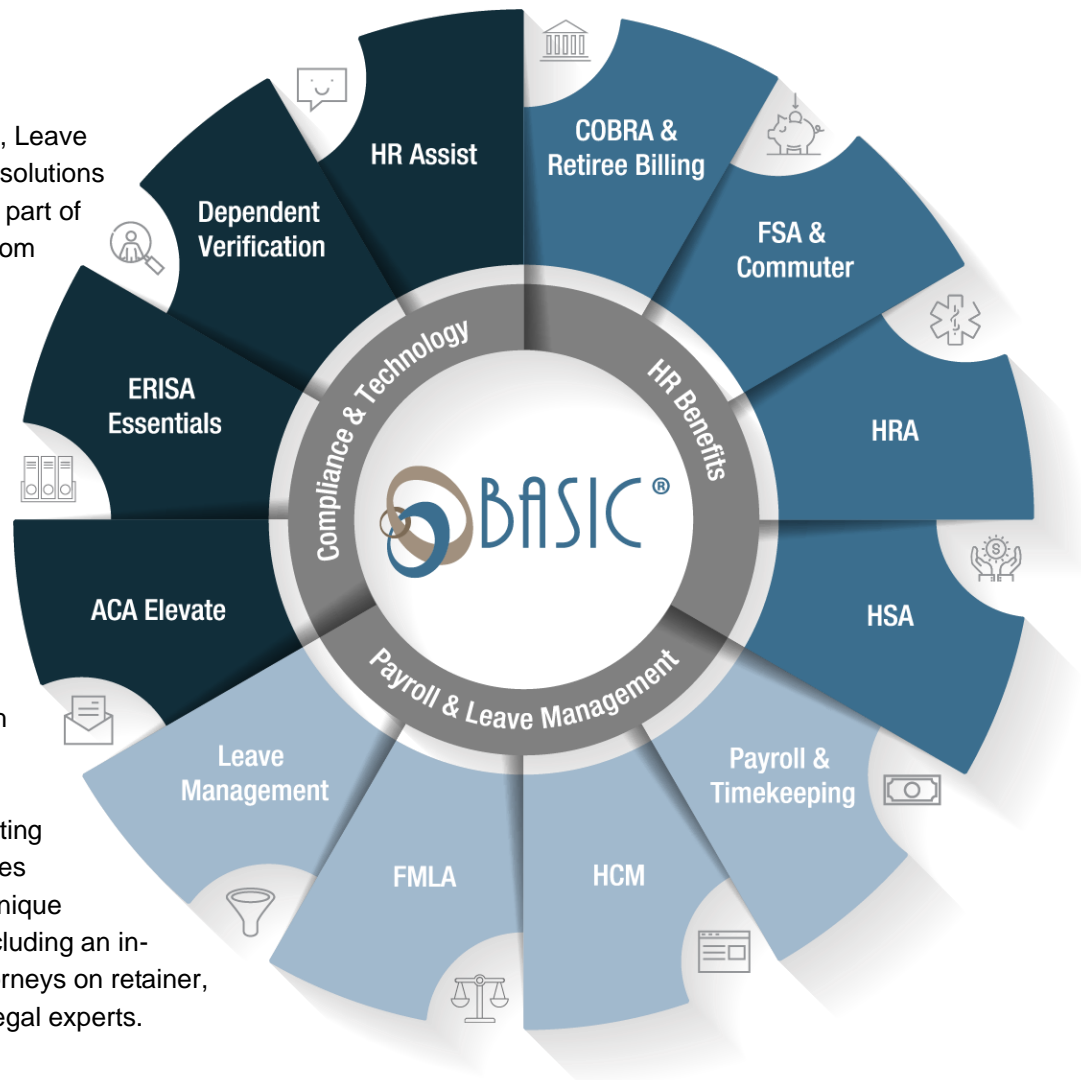 , Leave
solutions
part of
om
n
ting
es
nique
cluding an in-
orneys on retainer,
egal experts.
HR Assist
COBRA &
Retiree Billing
Dependent
Verification
FSA &
Commuter
ERISA
Essentials
HRA
ACA Elevate
HSA
Leave
Management
Payroll &
Timekeeping
FMLA
HCM
Compliance & Technology
HR Benefits
Payroll & Leave Management
BASIC®
S